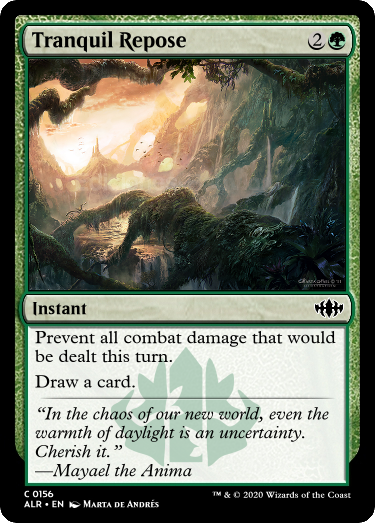 Tranquil Repose 2
Instant
Prevent all combat damage that would
be dealt this turn.
Draw a card.
“In the chaos of our new world, even the
warmth of daylight is an uncertainty.
Cherish it.”
—Mayael the Anima
C 0156
ALR • EN Marta de Andrés
™ & © 2020 Wizards of the Coast